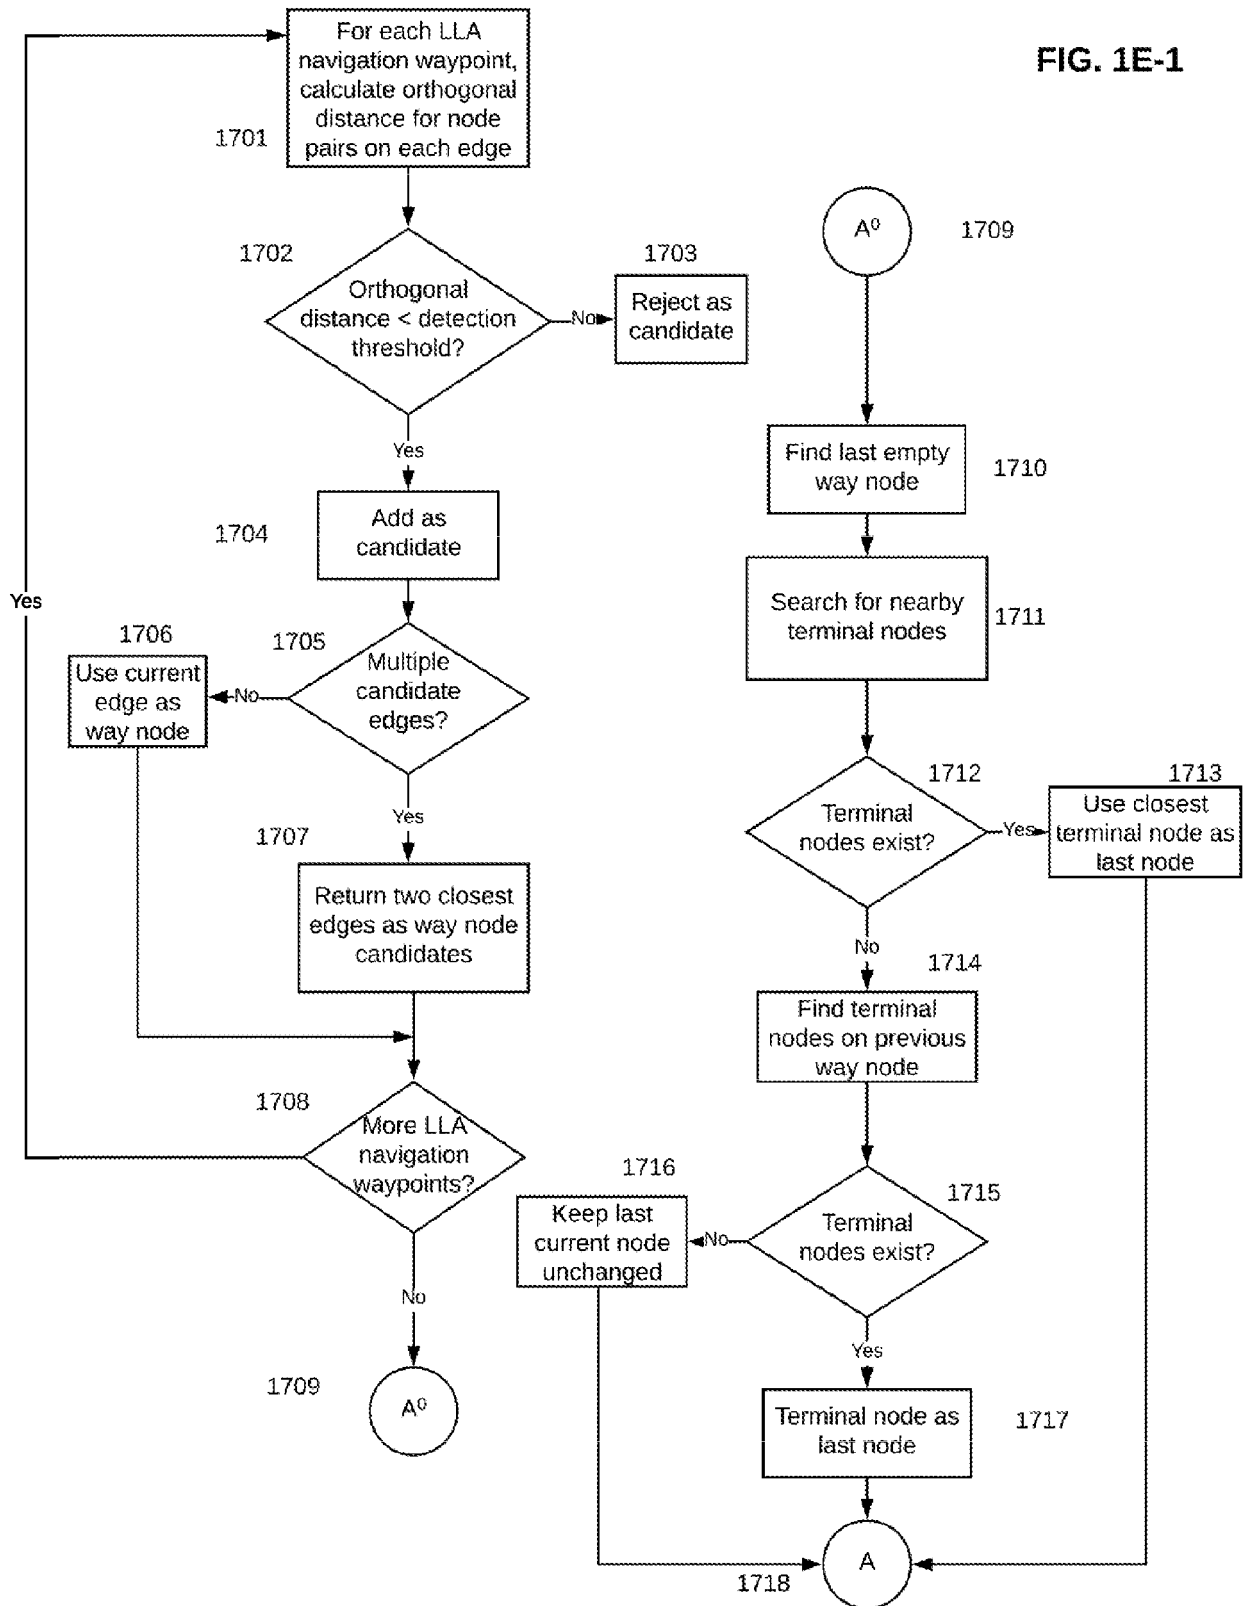 FIG. 1E-1
For each LLA
navigation waypoint,
calculate orthogonal
distance for node
pairs on each edge
1701
1702
Orthogonal
distance < detection
threshold?
No
1703
Reject as
candidate
Yes
1704
Add as
candidate
Yes
1705
Multiple
candidate
edges?
No
1706
Use current
edge as
way node
Yes
1707
Return two closest
edges as way node
candidates
1708
More LLA
navigation
waypoints?
No
1709
A⁰
A⁰
1709
Find last empty
way node
1710
Search for nearby
terminal nodes
1711
1712
Terminal
nodes exist?
Yes
1713
Use closest
terminal node as
last node
No
1714
Find terminal
nodes on previous
way node
1715
Terminal
nodes exist?
No
1716
Keep last
current node
unchanged
Yes
Terminal node as
last node
1717
A
1718